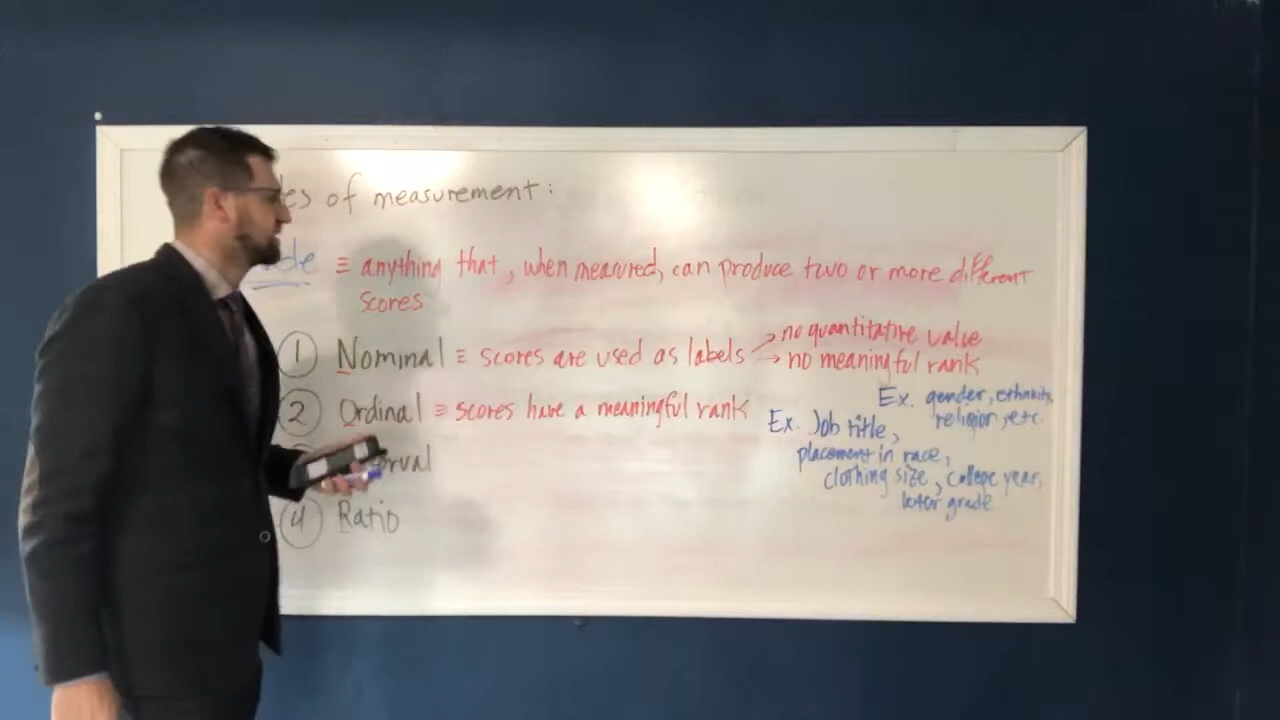 es of measurement:
≡ anything that, when measured, can produce two or more different
scores
1 Nominal ≡ scores are used as labels → no quantitative value
→ no meaningful rank
2 Ordinal ≡ scores have a meaningful rank
Ex. gender, ethnicity,
religion, etc.
Ex. Job title,
placement in race,
clothing size, college year,
letter grade
erval
4 Ratio